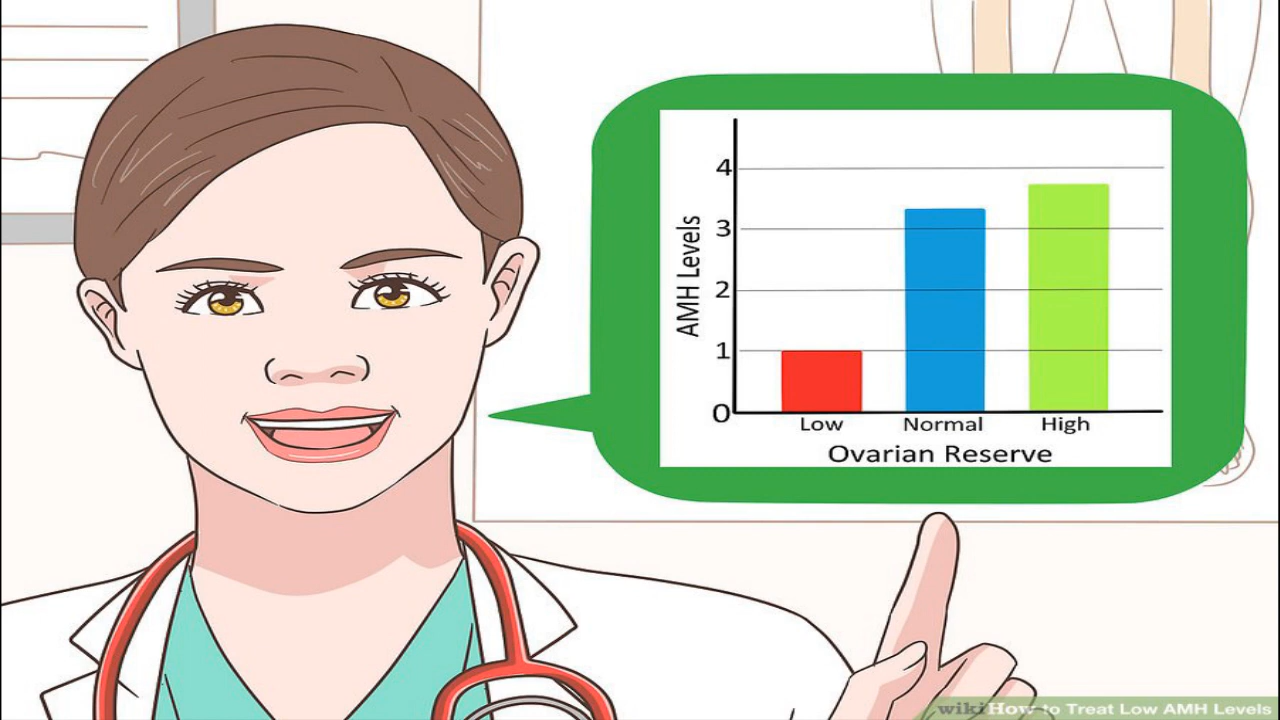 AMH Levels
4
3
2
1
0
Low Normal High
Ovarian Reserve
wikiHow to Treat Low AMH Levels